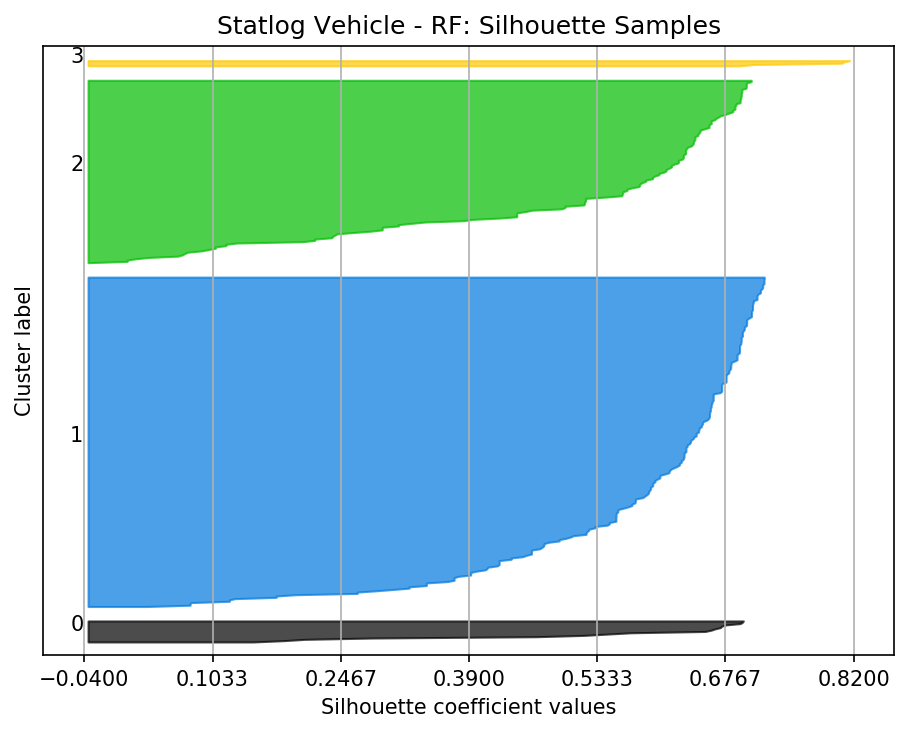 Statlog Vehicle - RF: Silhouette Samples
3
2
1
0
Cluster label
−0.0400 0.1033 0.2467 0.3900 0.5333 0.6767 0.8200
Silhouette coefficient values